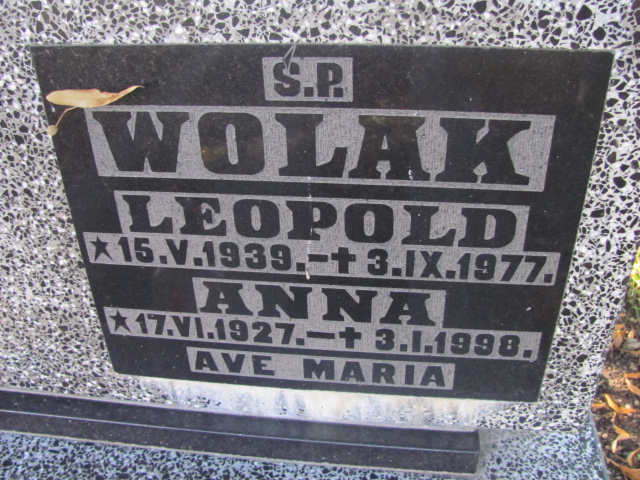 Ś.P.
WOLAK
LEOPOLD
★15.V.1939.-✝3.IX.1977.
ANNA
★17.VI.1927.-✝3.I.1998.
AVE MARIA